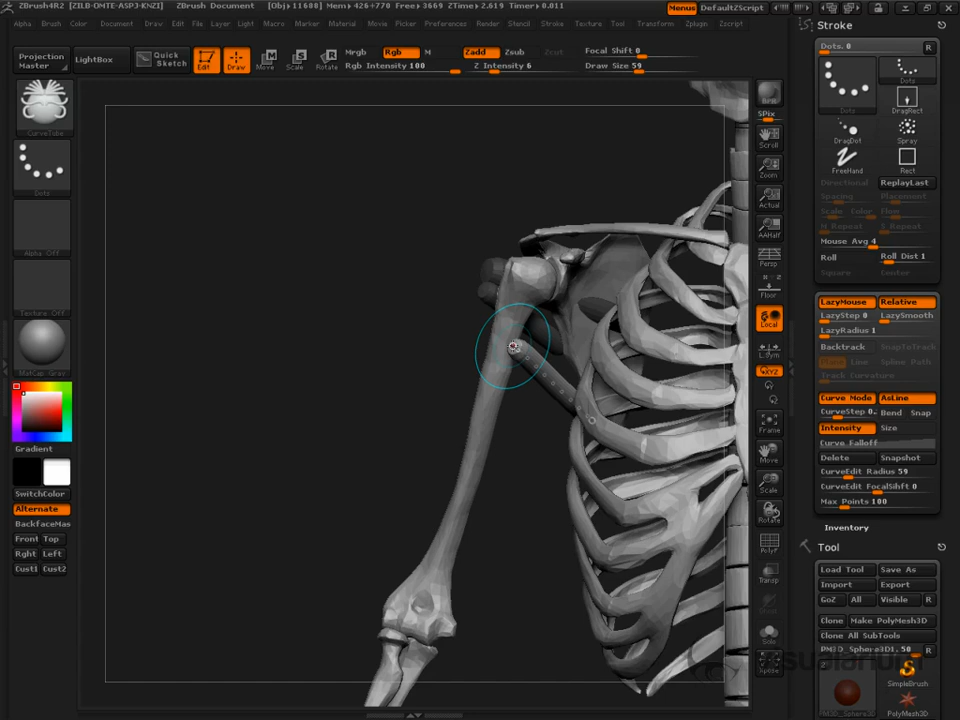 ZBrush4R2 [ZILB-OMTE-ASPJ-KNZI] ZBrush Document [Obj+11608] Mem+426+770 Free+3669 ZTime▸2.619 Timer▸0.011 Menus DefaultZScript
Alpha Brush Color Document Draw Edit File Layer Light Macro Marker Material Movie Picker Preferences Render Stencil Stroke Texture Tool Transform Zplugin Zscript
Projection Master
LightBox
Quick Sketch
Edit Draw Move Scale Rotate
Mrgb Rgb M
Rgb Intensity 100
Zadd Zsub Zcut
Z Intensity 6
Focal Shift 0
Draw Size 59
CurveTube
Dots
Alpha Off
Texture Off
MatCap Gray
Gradient
SwitchColor
Alternate
BackfaceMas
Front Top
Rght Left
Cust1 Cust2
BPR
SPix
Scroll
Zoom
Actual
AAHalf
Persp
Floor
Local
L.Sym
XYZ
Frame
Move
Scale
Rotate
PolyF
Transp
Ghost
Solo
Xpose
Stroke
Dots. 0 R
Dots Dots
DragRect
DragDot Spray
FreeHand Rect
Directional ReplayLast
Spacing Placement
Scale Color Flow
M Repeat S Repeat
Mouse Avg 4
Roll Roll Dist 1
Square Center
LazyMouse Relative
LazyStep 0 LazySmooth
LazyRadius 1
Backtrack SnapToTrack
Plane Line Spline Path
Track Curvature
Curve Mode AsLine
CurveStep 0. Bend Snap
Intensity Size
Curve Falloff
Delete Snapshot
CurveEdit Radius 59
CurveEdit FocalSihft 0
Max Points 100
Inventory
Tool
Load Tool Save As
Import Export
GoZ All Visible R
Clone Make PolyMesh3D
Clone All SubTools
PM3D_Sphere3D1. 50 R
SimpleBrush
PM3D_Sphere3D PolyMesh3D